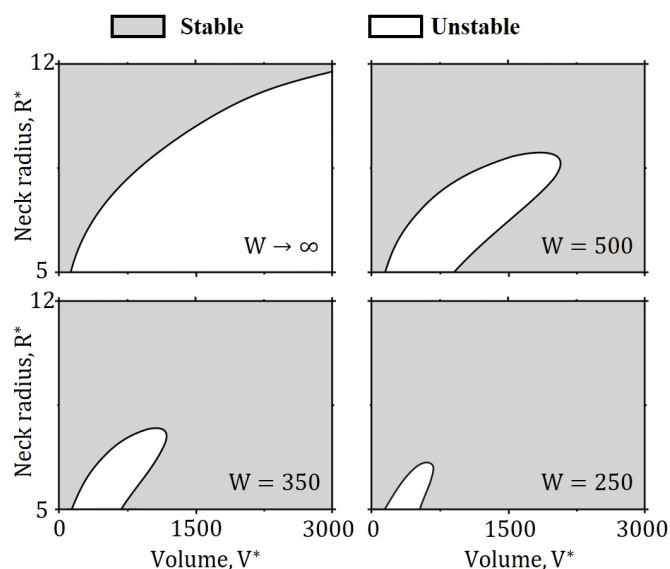 Stable Unstable
12
Neck radius, R*
5
W → ∞
W = 500
12
Neck radius, R*
5
W = 350
W = 250
0 1500 3000
0 1500 3000
Volume, V*
Volume, V*